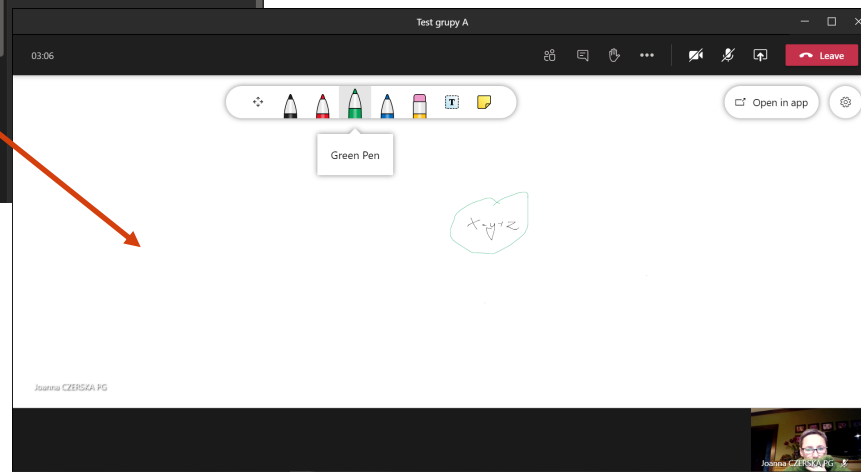 Test grupy A
03:06
Leave
T
Open in app
Green Pen
x-y+z
Joanna CZERSKA PG
Joanna CZERSKA PG